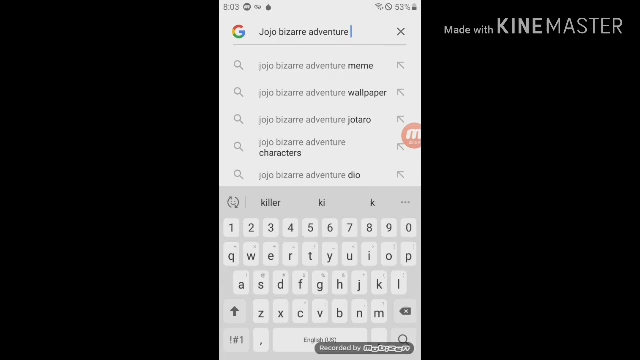 8:03 53%
Made with KINEMASTER
Jojo bizarre adventure
jojo bizarre adventure meme
jojo bizarre adventure wallpaper
jojo bizarre adventure jotaro
jojo bizarre adventure
characters
jojo bizarre adventure dio
killer ki k
1 2 3 4 5 6 7 8 9 0
q w e r t y u i o p
a s d f g h j k l
z x c v b n m
!#1 , English (US)
Recorded by mobizen